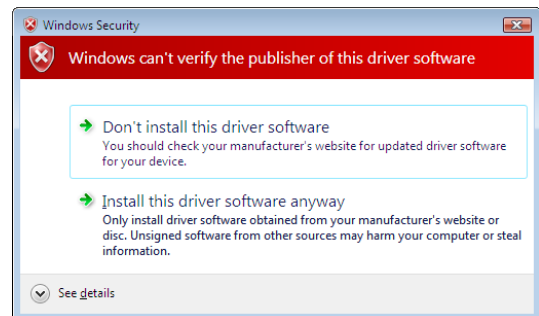 Windows Security
Windows can't verify the publisher of this driver software
Don't install this driver software
You should check your manufacturer's website for updated driver software
for your device.
Install this driver software anyway
Only install driver software obtained from your manufacturer's website or
disc. Unsigned software from other sources may harm your computer or steal
information.
See details